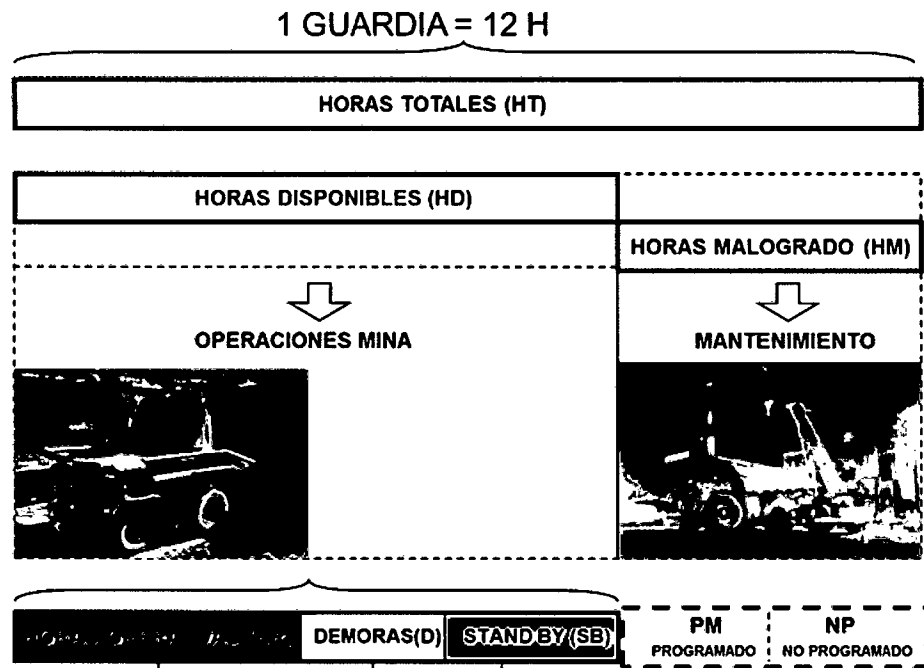 1 GUARDIA = 12 H
HORAS TOTALES (HT)
HORAS DISPONIBLES (HD)
HORAS MALOGRADO (HM)
OPERACIONES MINA
MANTENIMIENTO
DEMORAS(D)
STAND BY (SB)
PM
PROGRAMADO
NP
NO PROGRAMADO